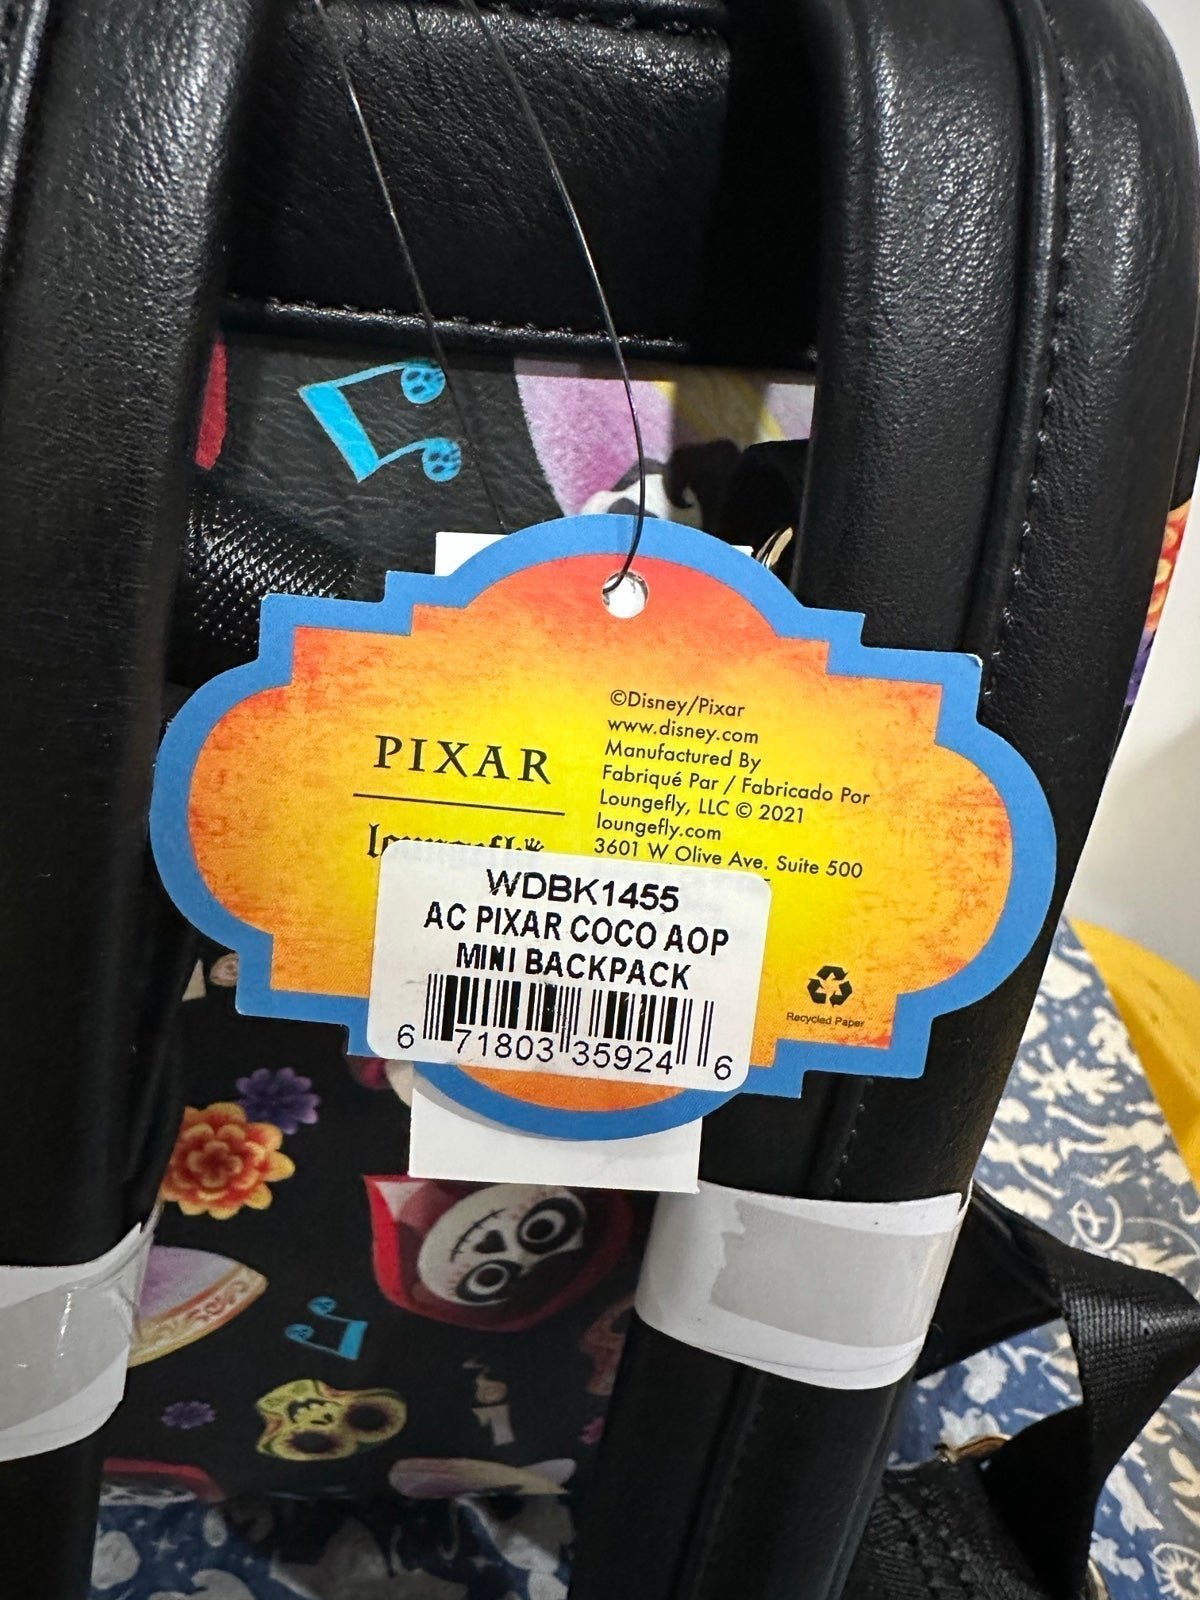 PIXAR
loungefly
©Disney/Pixar
www.disney.com
Manufactured By
Fabriqué Par / Fabricado Por
Loungefly, LLC © 2021
loungefly.com
3601 W Olive Ave. Suite 500
WDBK1455
AC PIXAR COCO AOP
MINI BACKPACK
6 71803 35924 6
Recycled Paper